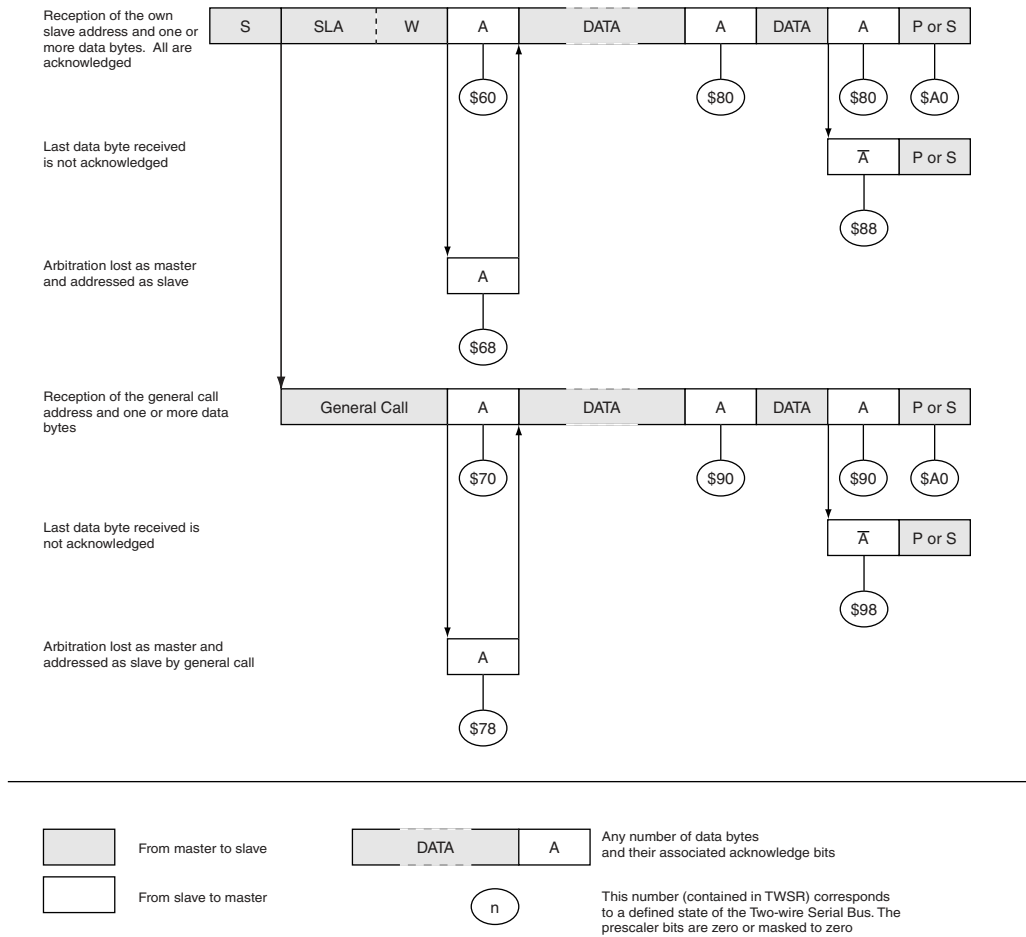 Reception of the own
slave address and one or
more data bytes.  All are
acknowledged
S SLA W A DATA A DATA A P or S
$60 $80 $80 $A0
Last data byte received
is not acknowledged
A̅ P or S
$88
Arbitration lost as master
and addressed as slave
A
$68
Reception of the general call
address and one or more data
bytes
General Call A DATA A DATA A P or S
$70 $90 $90 $A0
Last data byte received is
not acknowledged
A̅ P or S
$98
Arbitration lost as master and
addressed as slave by general call
A
$78
From master to slave
DATA A
Any number of data bytes
and their associated acknowledge bits
From slave to master
n
This number (contained in TWSR) corresponds
to a defined state of the Two-wire Serial Bus. The
prescaler bits are zero or masked to zero